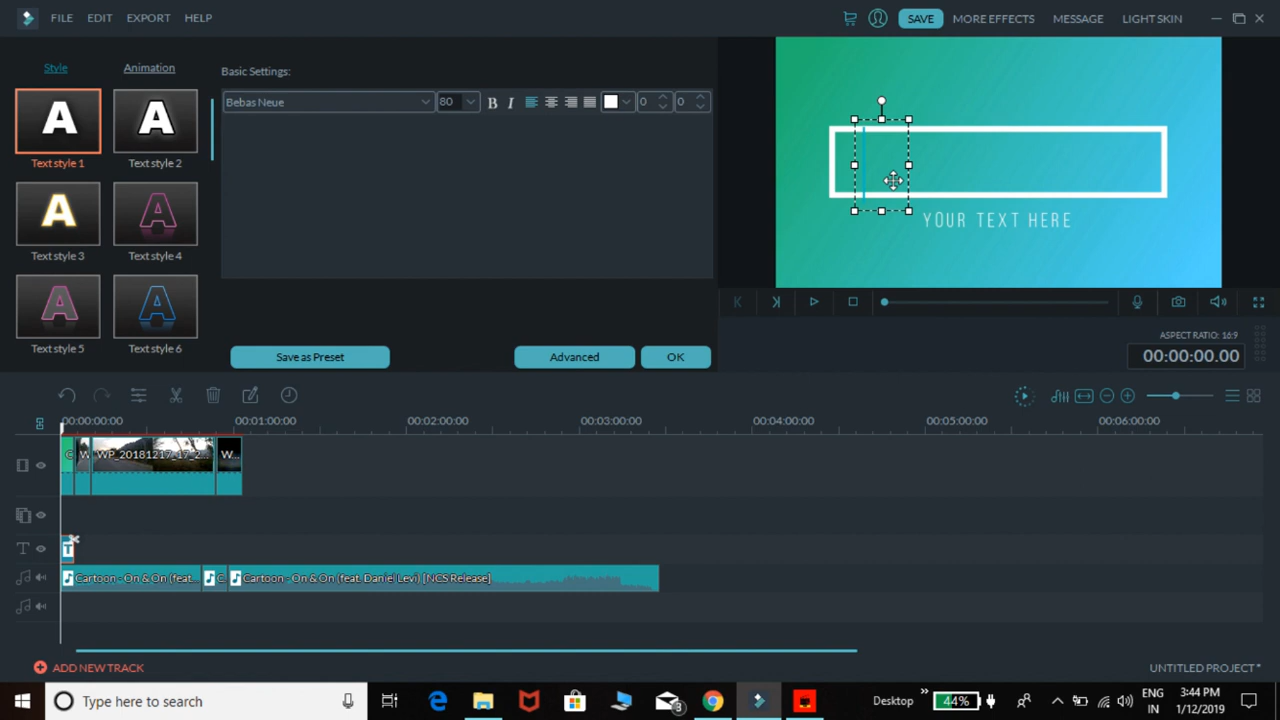 FILE EDIT EXPORT HELP
SAVE MORE EFFECTS MESSAGE LIGHT SKIN
Style Animation
Basic Settings:
Bebas Neue 80 B I 0 0
A A
Text style 1 Text style 2
A A
Text style 3 Text style 4
A A
Text style 5 Text style 6
YOUR TEXT HERE
Save as Preset Advanced OK
ASPECT RATIO: 16:9
00:00:00.00
00:00:00:00 00:01:00:00 00:02:00:00 00:03:00:00 00:04:00:00 00:05:00:00 00:06:00:00
C W WP_20181217_17_2... W...
T
T
Cartoon - On & On (feat.... C Cartoon - On & On (feat. Daniel Levi) [NCS Release]
ADD NEW TRACK UNTITLED PROJECT*
Type here to search
3
Desktop
44%
ENG
IN
3:44 PM
1/12/2019